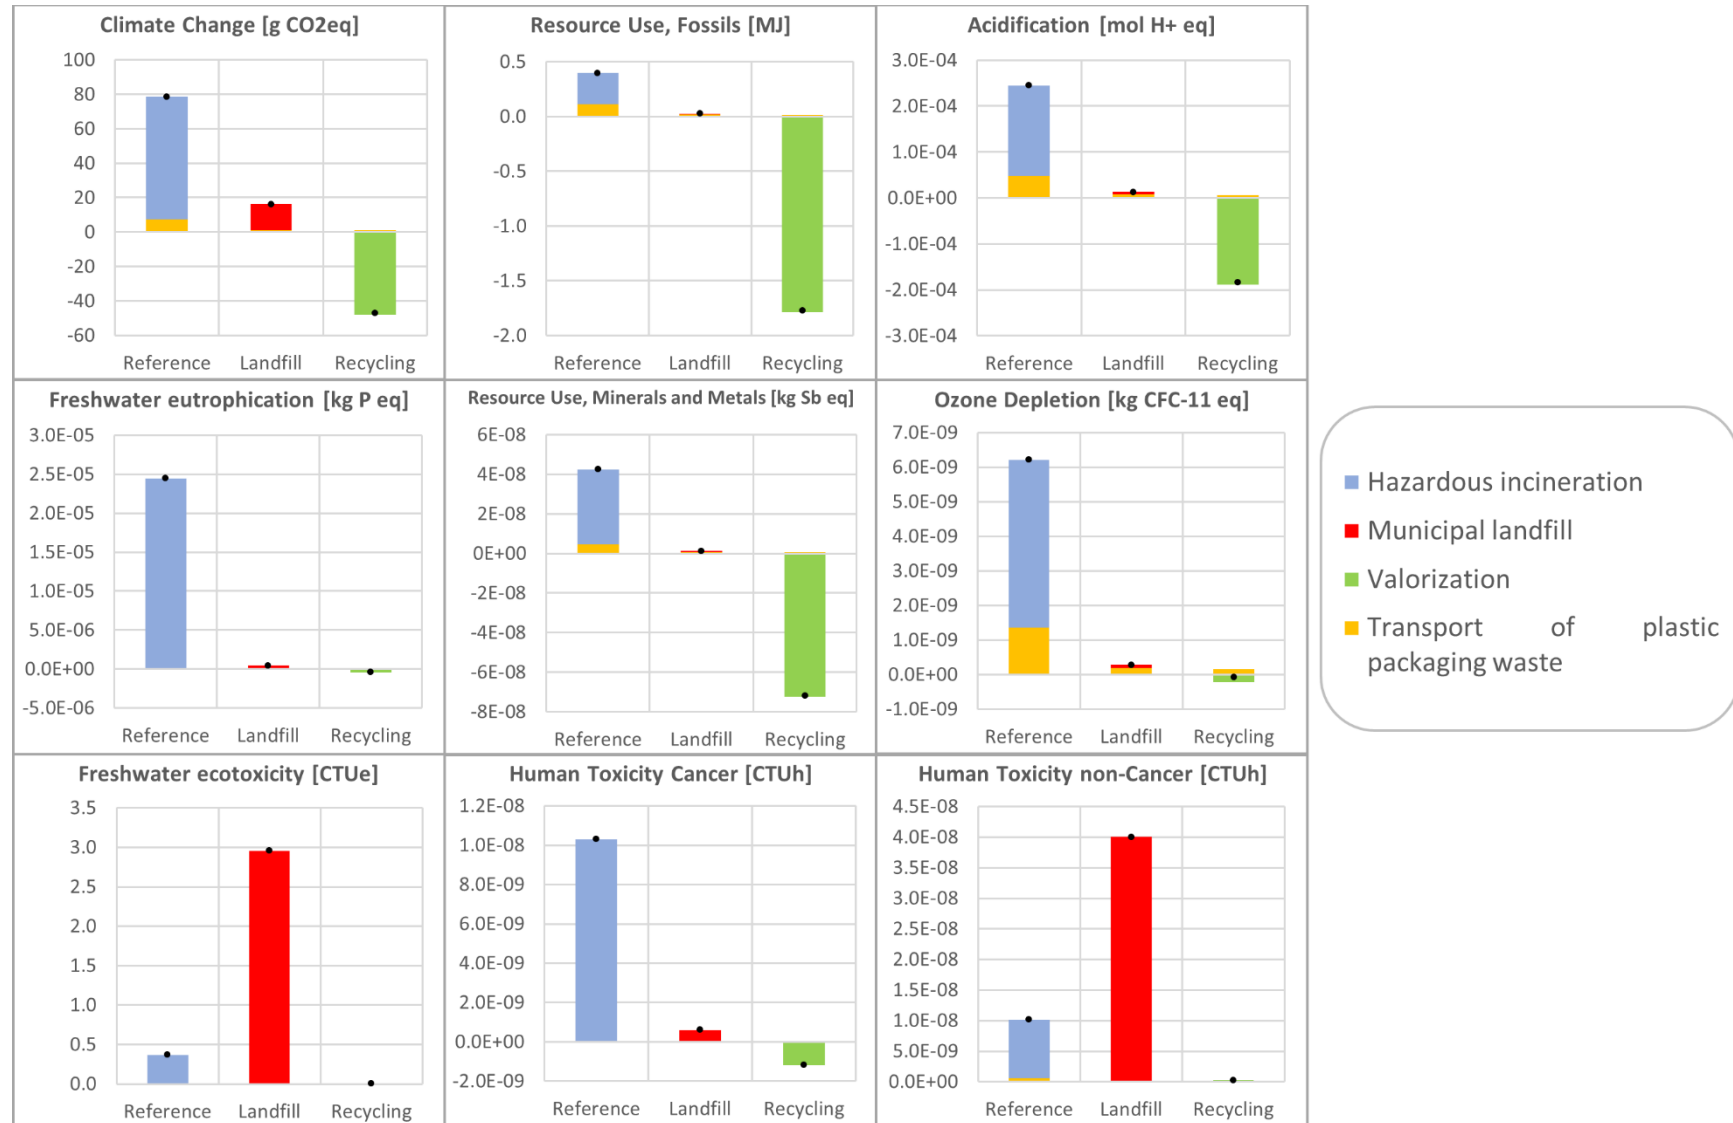 Climate Change [g CO2eq]
100
80
60
40
20
0
-20
-40
-60
Reference
Landfill
Recycling
Resource Use, Fossils [MJ]
0.5
0.0
-0.5
-1.0
-1.5
-2.0
Reference
Landfill
Recycling
Acidification [mol H+ eq]
3.0E-04
2.0E-04
1.0E-04
0.0E+00
-1.0E-04
-2.0E-04
-3.0E-04
Reference
Landfill
Recycling
Freshwater eutrophication [kg P eq]
3.0E-05
2.5E-05
2.0E-05
1.5E-05
1.0E-05
5.0E-06
0.0E+00
-5.0E-06
Reference
Landfill
Recycling
Resource Use, Minerals and Metals [kg Sb eq]
6E-08
4E-08
2E-08
0E+00
-2E-08
-4E-08
-6E-08
-8E-08
Reference
Landfill
Recycling
Ozone Depletion [kg CFC-11 eq]
7.0E-09
6.0E-09
5.0E-09
4.0E-09
3.0E-09
2.0E-09
1.0E-09
0.0E+00
-1.0E-09
Reference
Landfill
Recycling
Freshwater ecotoxicity [CTUe]
3.5
3.0
2.5
2.0
1.5
1.0
0.5
0.0
Reference
Landfill
Recycling
Human Toxicity Cancer [CTUh]
1.2E-08
1.0E-08
8.0E-09
6.0E-09
4.0E-09
2.0E-09
0.0E+00
-2.0E-09
Reference
Landfill
Recycling
Human Toxicity non-Cancer [CTUh]
4.5E-08
4.0E-08
3.5E-08
3.0E-08
2.5E-08
2.0E-08
1.5E-08
1.0E-08
5.0E-09
0.0E+00
Reference
Landfill
Recycling
Hazardous incineration
Municipal landfill
Valorization
Transport of plastic
packaging waste